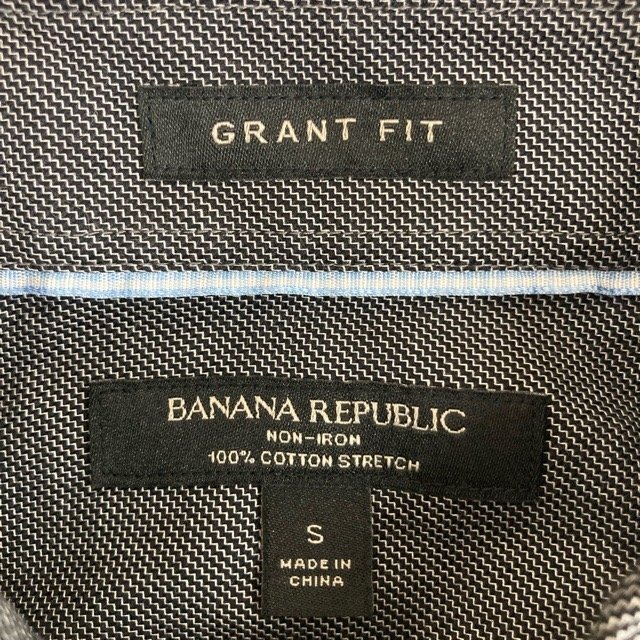 GRANT FIT
BANANA REPUBLIC
NON-IRON
100% COTTON STRETCH
S
MADE IN
CHINA